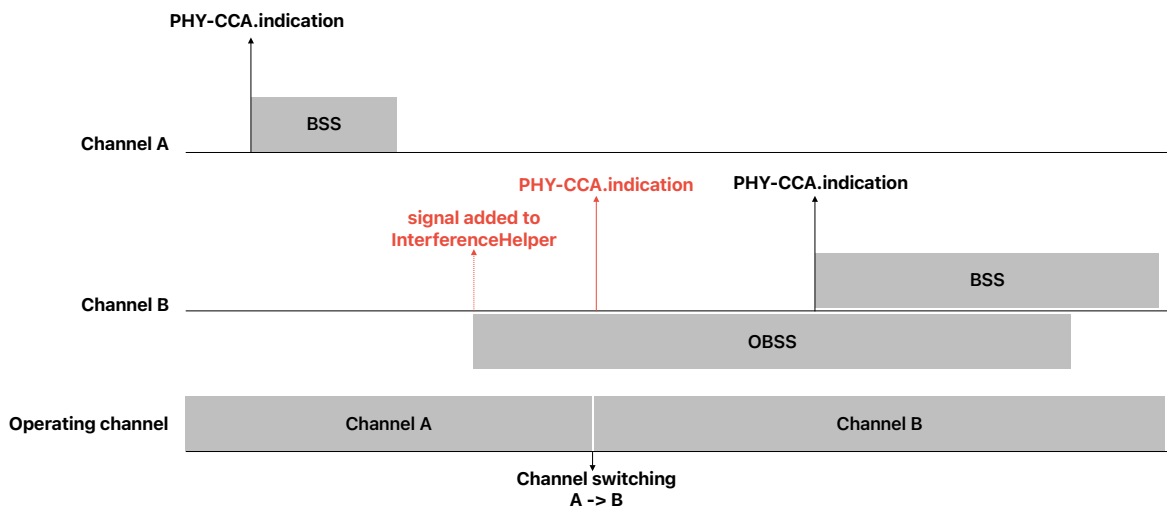 PHY-CCA.indication
BSS
Channel A
PHY-CCA.indication
PHY-CCA.indication
signal added to
InterferenceHelper
BSS
Channel B
OBSS
Operating channel
Channel A
Channel B
Channel switching
A -> B